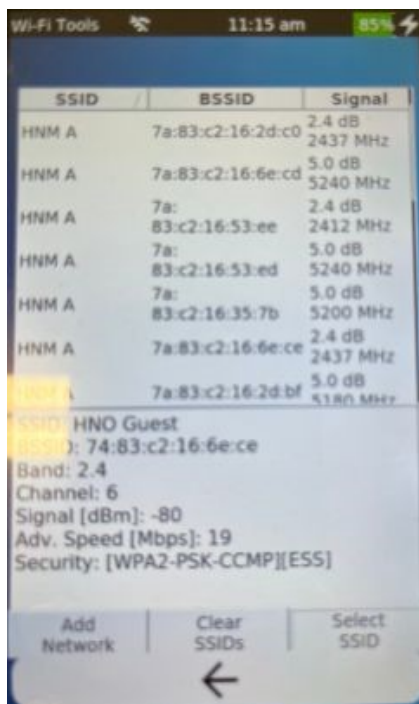 Wi-Fi Tools 11:15 am 85%
SSID BSSID Signal
HNM A 7a:83:c2:16:2d:c0 2.4 dB
2437 MHz
HNM A 7a:83:c2:16:6e:cd 5.0 dB
5240 MHz
HNM A 7a:
83:c2:16:53:ee 2.4 dB
2412 MHz
HNM A 7a:
83:c2:16:53:ed 5.0 dB
5240 MHz
HNM A 7a:
83:c2:16:35:7b 5.0 dB
5200 MHz
HNM A 7a:83:c2:16:6e:ce 2.4 dB
2437 MHz
HNM A 7a:83:c2:16:2d:bf 5.0 dB
5180 MHz
SSID: HNO Guest
BSSID: 74:83:c2:16:6e:ce
Band: 2.4
Channel: 6
Signal [dBm]: -80
Adv. Speed [Mbps]: 19
Security: [WPA2-PSK-CCMP][ESS]
Add Network
Clear SSIDs
Select SSID